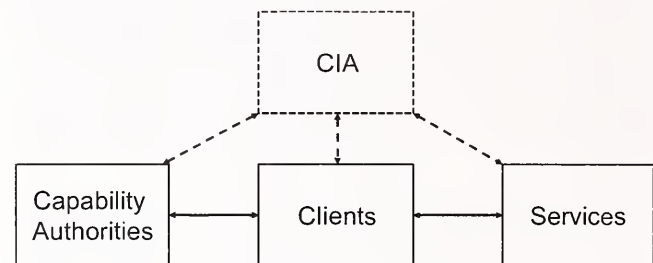 CIA
Capability
Authorities
Clients
Services